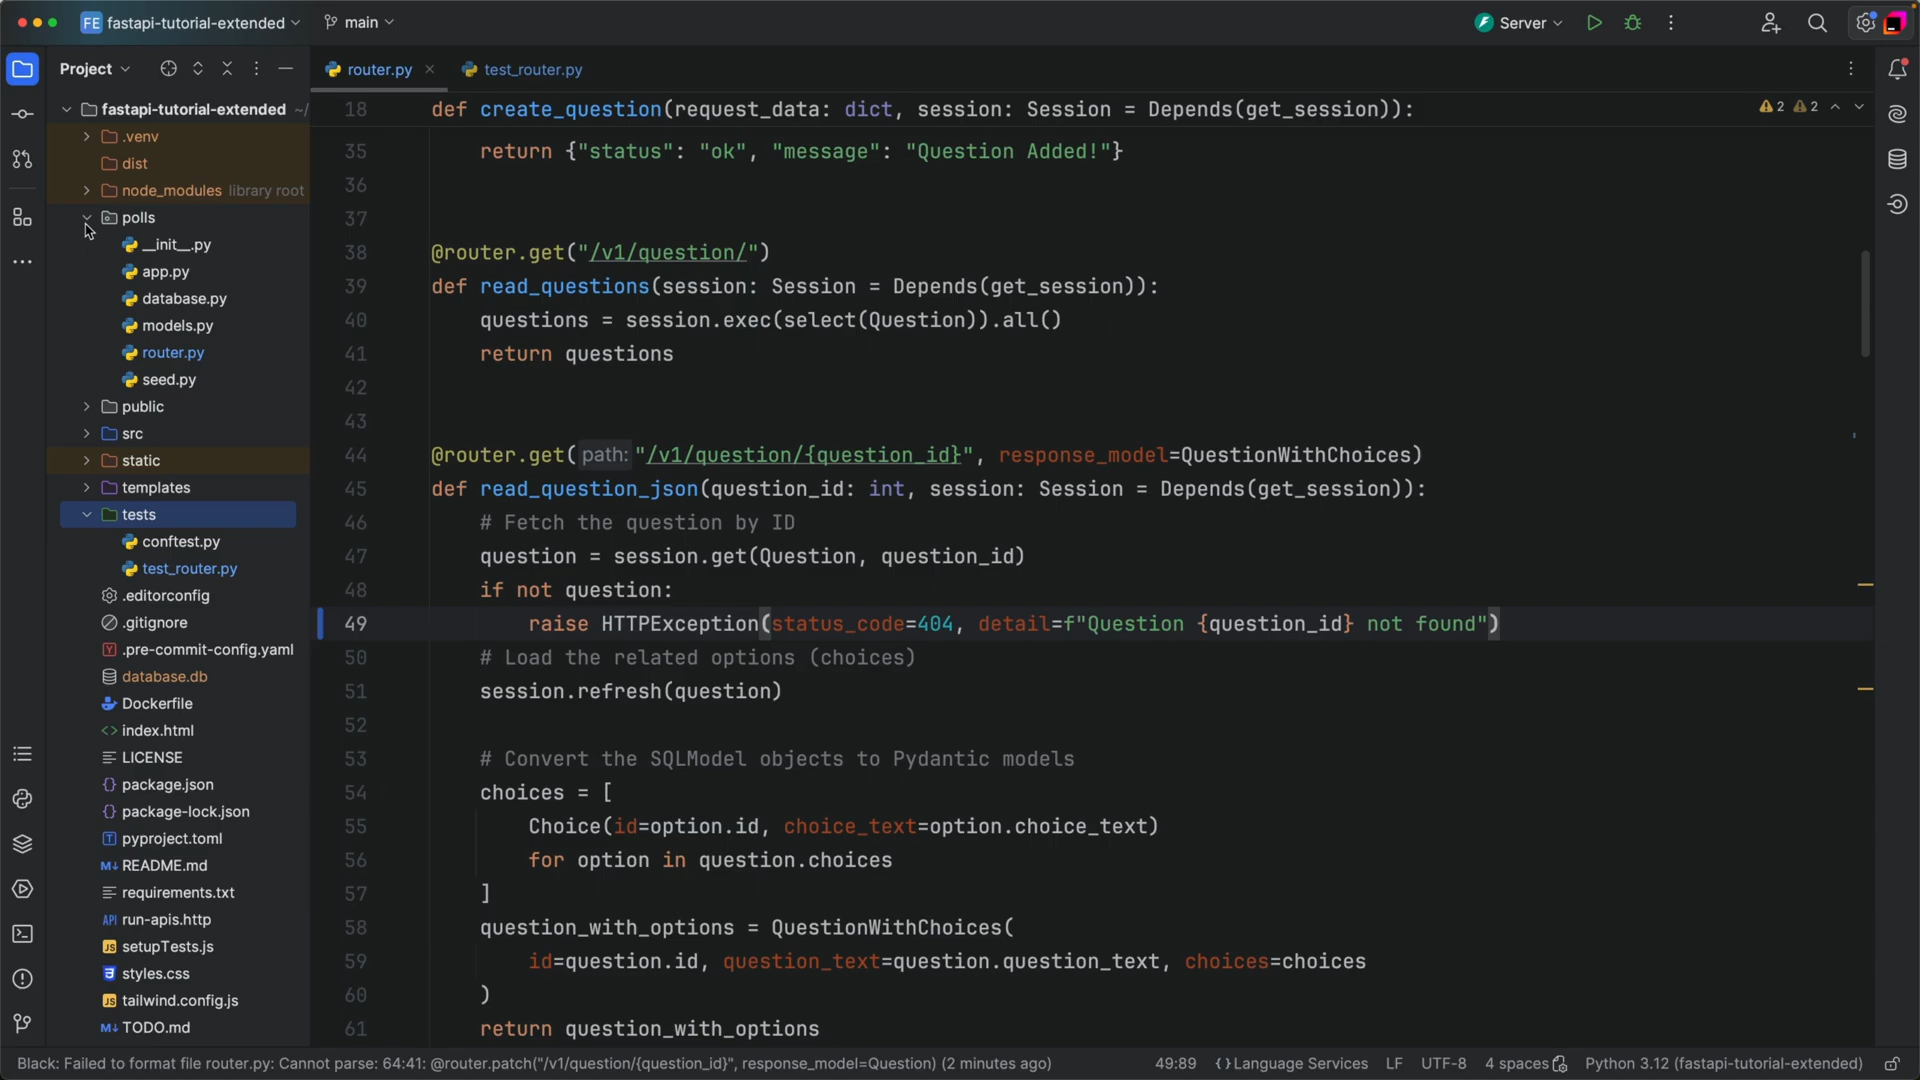 FE fastapi-tutorial-extended
main
Server
Project
router.py
test_router.py
fastapi-tutorial-extended ~/
.venv
dist
node_modules library root
polls
__init__.py
app.py
database.py
models.py
router.py
seed.py
public
src
static
templates
tests
conftest.py
test_router.py
.editorconfig
.gitignore
.pre-commit-config.yaml
database.db
Dockerfile
index.html
LICENSE
package.json
package-lock.json
pyproject.toml
README.md
requirements.txt
API run-apis.http
JS setupTests.js
styles.css
JS tailwind.config.js
TODO.md
18 def create_question(request_data: dict, session: Session = Depends(get_session)):
2 2
35 return {"status": "ok", "message": "Question Added!"}
36
37
38 @router.get("/v1/question/")
39 def read_questions(session: Session = Depends(get_session)):
40 questions = session.exec(select(Question)).all()
41 return questions
42
43
44 @router.get(path: "/v1/question/{question_id}", response_model=QuestionWithChoices)
45 def read_question_json(question_id: int, session: Session = Depends(get_session)):
46 # Fetch the question by ID
47 question = session.get(Question, question_id)
48 if not question:
49 raise HTTPException(status_code=404, detail=f"Question {question_id} not found")
50 # Load the related options (choices)
51 session.refresh(question)
52
53 # Convert the SQLModel objects to Pydantic models
54 choices = [
55 Choice(id=option.id, choice_text=option.choice_text)
56 for option in question.choices
57 ]
58 question_with_options = QuestionWithChoices(
59 id=question.id, question_text=question.question_text, choices=choices
60 )
61 return question_with_options
Black: Failed to format file router.py: Cannot parse: 64:41: @router.patch("/v1/question/{question_id}", response_model=Question) (2 minutes ago)
49:89 {} Language Services LF UTF-8 4 spaces Python 3.12 (fastapi-tutorial-extended)